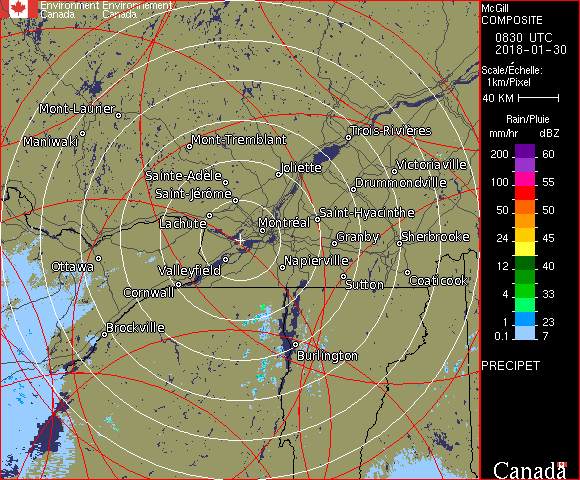 Environment Environnement
Canada Canada
McGill
COMPOSITE
0830 UTC
2018-01-30
Scale/Échelle:
1km/Pixel
40 KM
Rain/Pluie
mm/hr dBZ
200 60
100 55
50 50
24 45
12 40
4 35
1 30
0.1 23
7
PRECIPET
Canada
Mont-Laurier
Maniwaki
Mont-Tremblant
Trois-Rivières
Joliette
Victoriaville
Sainte-Adèle
Drummondville
Saint-Jérôme
Lachute
Saint-Hyacinthe
Montréal
Granby
Sherbrooke
Ottawa
Valleyfield
Napierville
Cornwall
Sutton
Coaticook
Brockville
Burlington